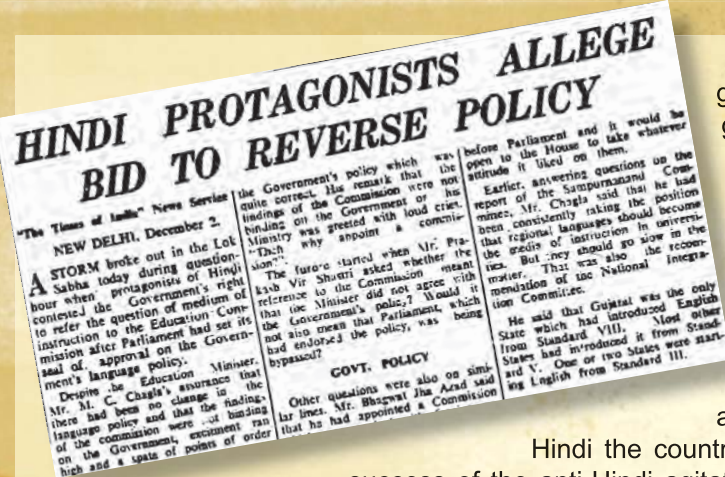 HINDI PROTAGONISTS ALLEGE
BID TO REVERSE POLICY
"The Times of India" News Service
NEW DELHI, December 2.
A STORM broke out in the Lok
Sabha today during question-
hour when protagonists of Hindi
contested the Government's right
to refer the question of medium of
instruction to the Education Com-
mission after Parliament had set its
seal of approval on the Govern-
ment's language policy.
Despite the Education Minister,
Mr. M. C. Chagla's assurance that
there had been no change in the
language policy and that the findings
of the commission were not binding
on the Government, excitment ran
high and a spate of points of order
the Government's policy which was
quite correct. His remark that the
findings of the Commission were not
binding on the Government or his
Ministry was greeted with loud cries.
"Then why appoint a commis-
sion?".
The furore started when Mr. Pra-
kash Vir Shastri asked whether the
reference to the Commission meant
that the Minister did not agree with
the Government's policy? Would it
not also mean that Parliament, which
had endorsed the policy, was being
bypassed?
GOVT. POLICY
Other questions were also on simi-
lar lines. Mr. Bhagwat Jha Azad said
that he had appointed a Commission
before Parliament and it would be
open to the House to take whatever
attitude it liked on them.
Earlier, answering questions on the
report of the Sampurnanand Com-
mittee, Mr. Chagla said that he had
been consistently taking the position
that regional languages should become
the media of instruction in universi-
ties. But they should go slow in the
matter. That was also the recom-
mendation of the National Integra-
tion Committee.
He said that Gujarat was the only
State which had introduced English
from Standard VIII. Most other
States had introduced it from Stand-
ard V. One or two States were start-
ing English from Standard III.
Hindi the countr
success of the anti-Hindi agitat